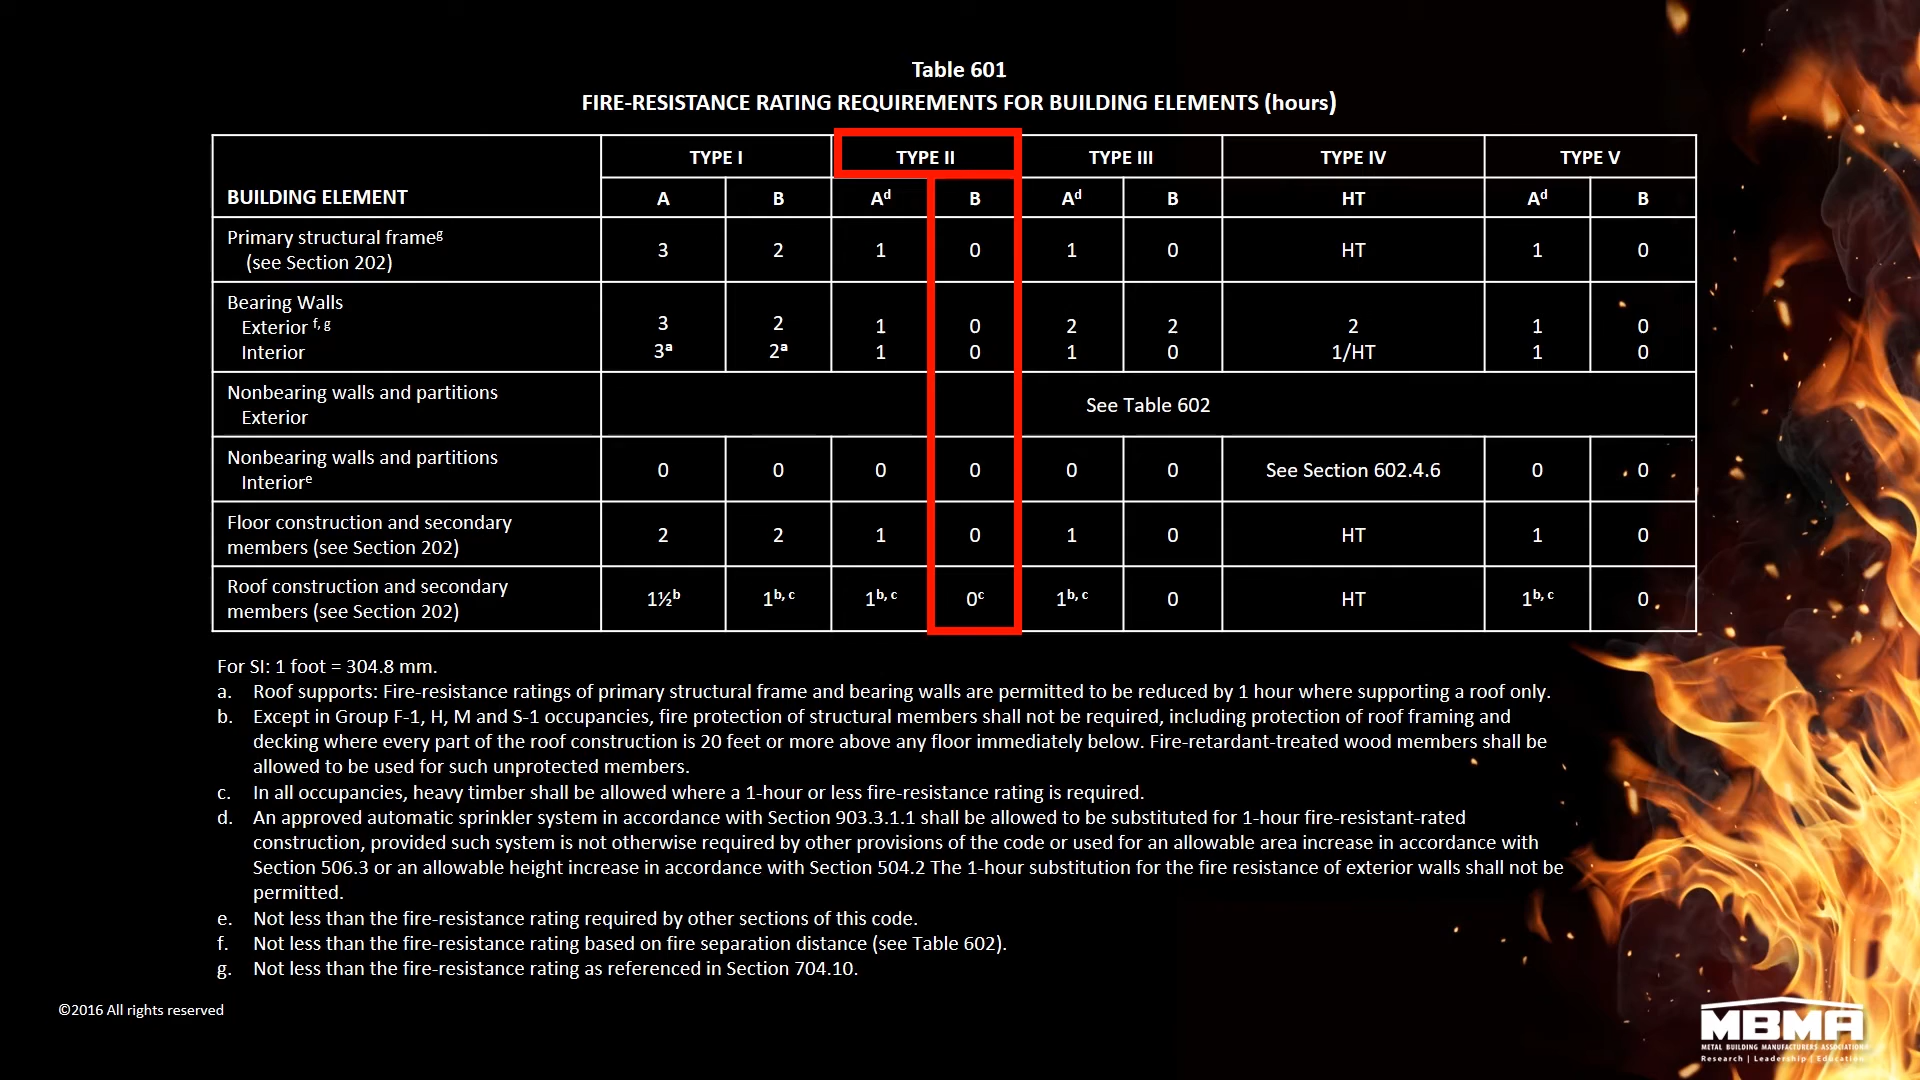 Table 601
FIRE-RESISTANCE RATING REQUIREMENTS FOR BUILDING ELEMENTS (hours)
BUILDING ELEMENT TYPE I TYPE II TYPE III TYPE IV TYPE V
A B Aᵈ B Aᵈ B HT Aᵈ B
Primary structural frameᵍ
(see Section 202) 3 2 1 0 1 0 HT 1 0
Bearing Walls
Exterior ᶠ, ᵍ 3 2 1 0 2 2 2 1 0
Interior 3ᵃ 2ᵃ 1 0 1 0 1/HT 1 0
Nonbearing walls and partitions
Exterior See Table 602
Nonbearing walls and partitions
Interiorᵉ 0 0 0 0 0 0 See Section 602.4.6 0 0
Floor construction and secondary
members (see Section 202) 2 2 1 0 1 0 HT 1 0
Roof construction and secondary
members (see Section 202) 1½ᵇ 1ᵇ, ᶜ 1ᵇ, ᶜ 0ᶜ 1ᵇ, ᶜ 0 HT 1ᵇ, ᶜ 0
For SI: 1 foot = 304.8 mm.
a. Roof supports: Fire-resistance ratings of primary structural frame and bearing walls are permitted to be reduced by 1 hour where supporting a roof only.
b. Except in Group F-1, H, M and S-1 occupancies, fire protection of structural members shall not be required, including protection of roof framing and
decking where every part of the roof construction is 20 feet or more above any floor immediately below. Fire-retardant-treated wood members shall be
allowed to be used for such unprotected members.
c. In all occupancies, heavy timber shall be allowed where a 1-hour or less fire-resistance rating is required.
d. An approved automatic sprinkler system in accordance with Section 903.3.1.1 shall be allowed to be substituted for 1-hour fire-resistant-rated
construction, provided such system is not otherwise required by other provisions of the code or used for an allowable area increase in accordance with
Section 506.3 or an allowable height increase in accordance with Section 504.2 The 1-hour substitution for the fire resistance of exterior walls shall not be
permitted.
e. Not less than the fire-resistance rating required by other sections of this code.
f. Not less than the fire-resistance rating based on fire separation distance (see Table 602).
g. Not less than the fire-resistance rating as referenced in Section 704.10.
©2016 All rights reserved
MBMA
METAL BUILDING MANUFACTURERS ASSOCIATION
Research | Leadership | Education